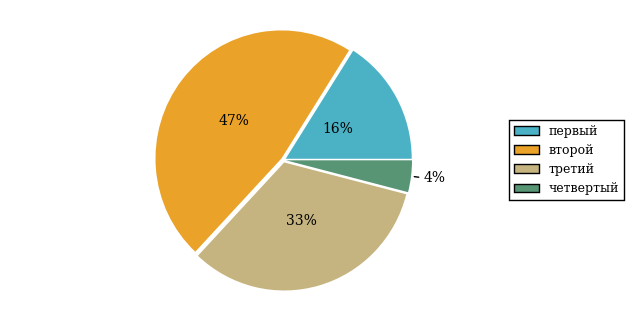 47%
16%
4%
33%
первый
второй
третий
четвертый